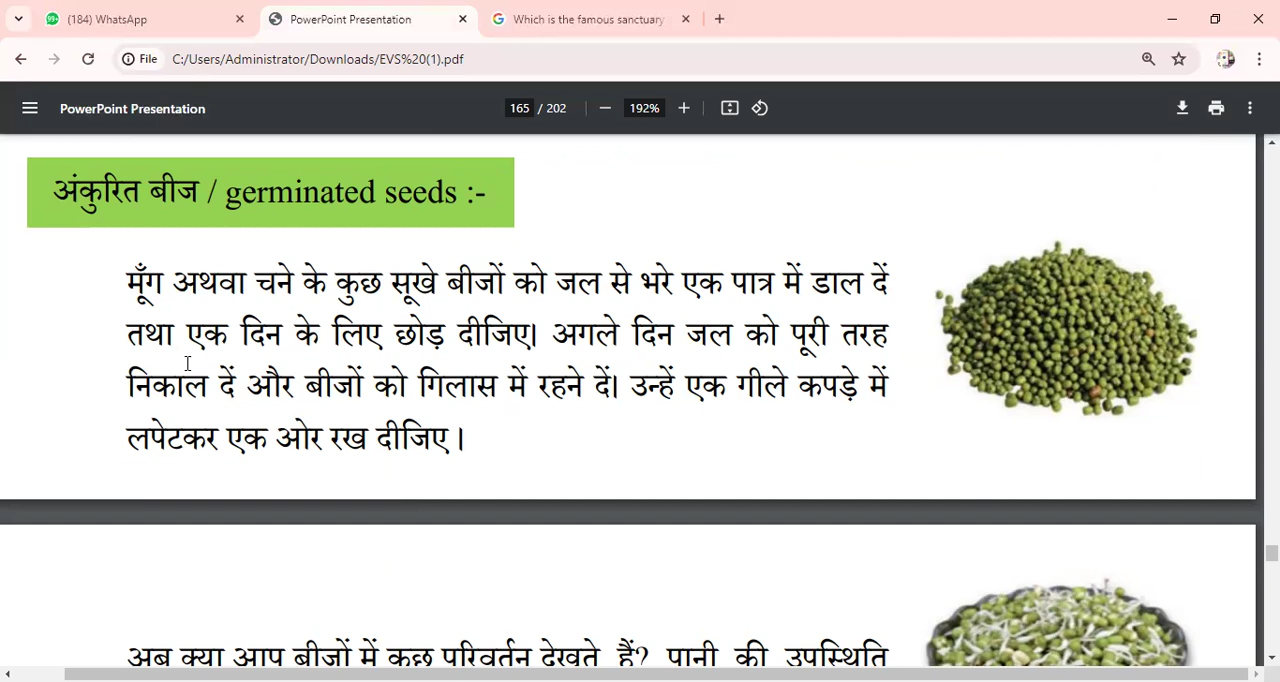 (184) WhatsApp
PowerPoint Presentation
Which is the famous sanctuary
File C:/Users/Administrator/Downloads/EVS%20(1).pdf
PowerPoint Presentation 165 / 202 192%
अंकुरित बीज / germinated seeds :-
मूँग अथवा चने के कुछ सूखे बीजों को जल से भरे एक पात्र में डाल दें
तथा एक दिन के लिए छोड़ दीजिए। अगले दिन जल को पूरी तरह
निकाल दें और बीजों को गिलास में रहने दें। उन्हें एक गीले कपड़े में
लपेटकर एक ओर रख दीजिए ।
अब क्या आप बीजों में कुछ परिवर्तन देखते हैं? पानी की उपस्थिति